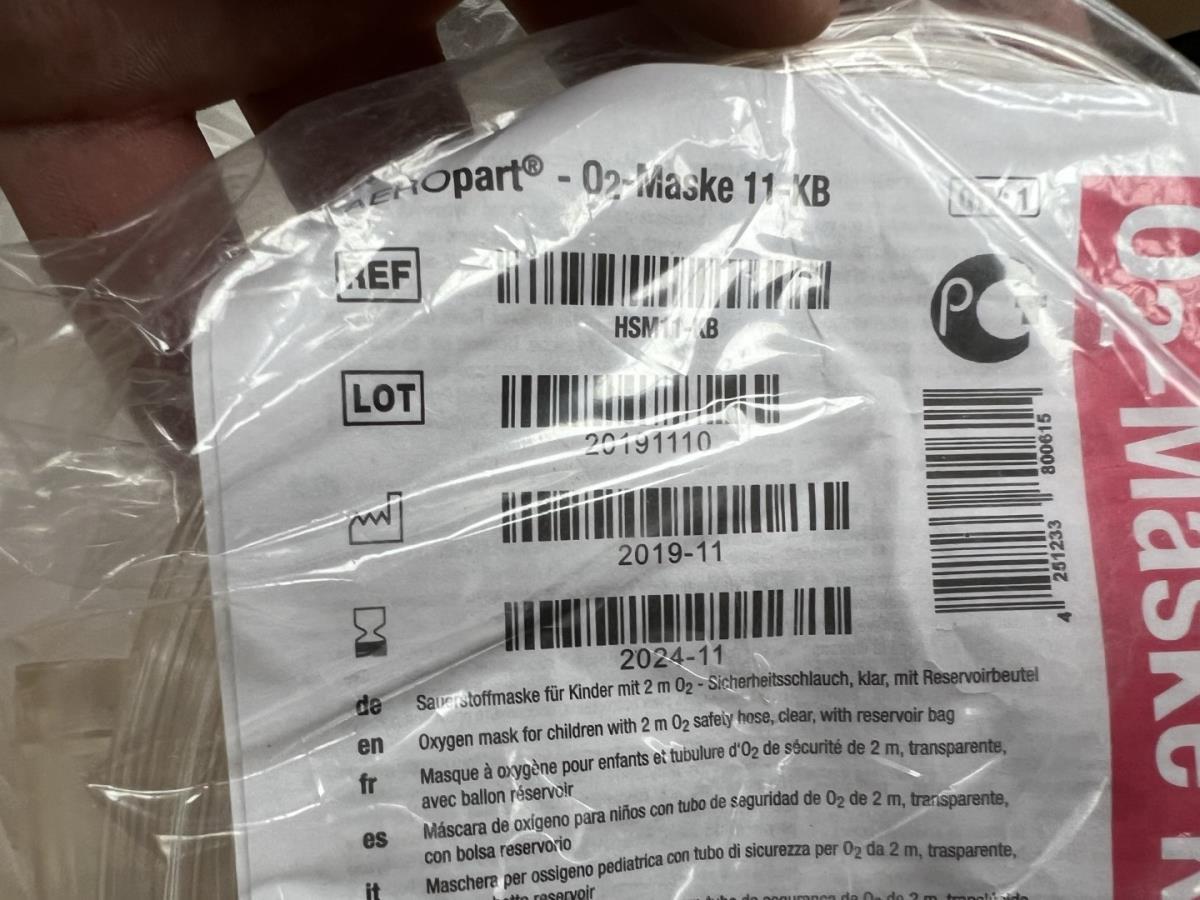 AEROpart® - O2-Maske 11-KB
REF
HSM11-KB
LOT
20191110
2019-11
2024-11
P
4 251233 800615
O2-Maske
de Sauerstoffmaske für Kinder mit 2 m O2 - Sicherheitsschlauch, klar, mit Reservoirbeutel
en Oxygen mask for children with 2 m O2 safety hose, clear, with reservoir bag
fr Masque à oxygène pour enfants et tubulure d'O2 de sécurité de 2 m, transparente,
avec ballon réservoir
es Máscara de oxigeno para niños con tubo de seguridad de O2 de 2 m, transparente,
con bolsa reservorio
it Maschera per ossigeno pediatrica con tubo di sicurezza per O2 da 2 m, trasparente,
reservoir